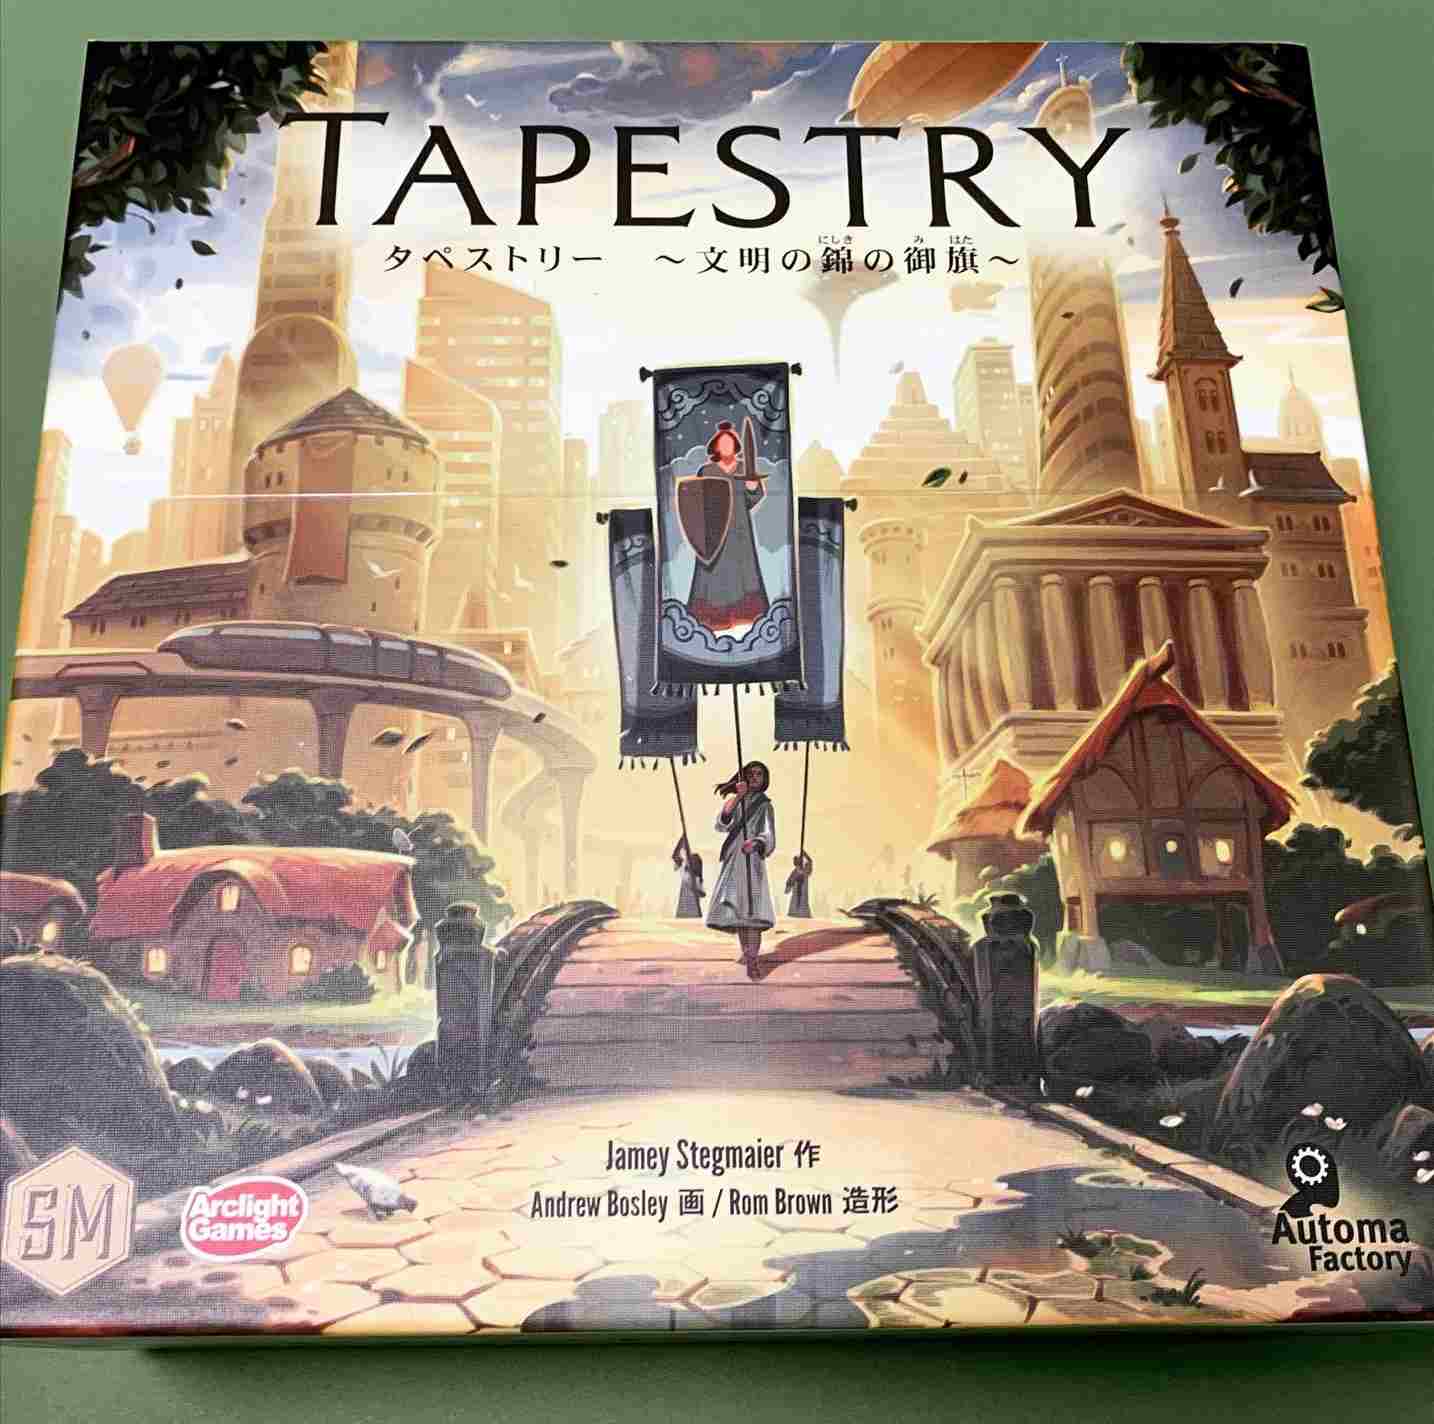 TAPESTRY
タペストリー ～文明の錦の御旗～
にしき み はた
Jamey Stegmaier 作
Andrew Bosley 画 / Rom Brown 造形
SM
Arclight
Games
Automa
Factory